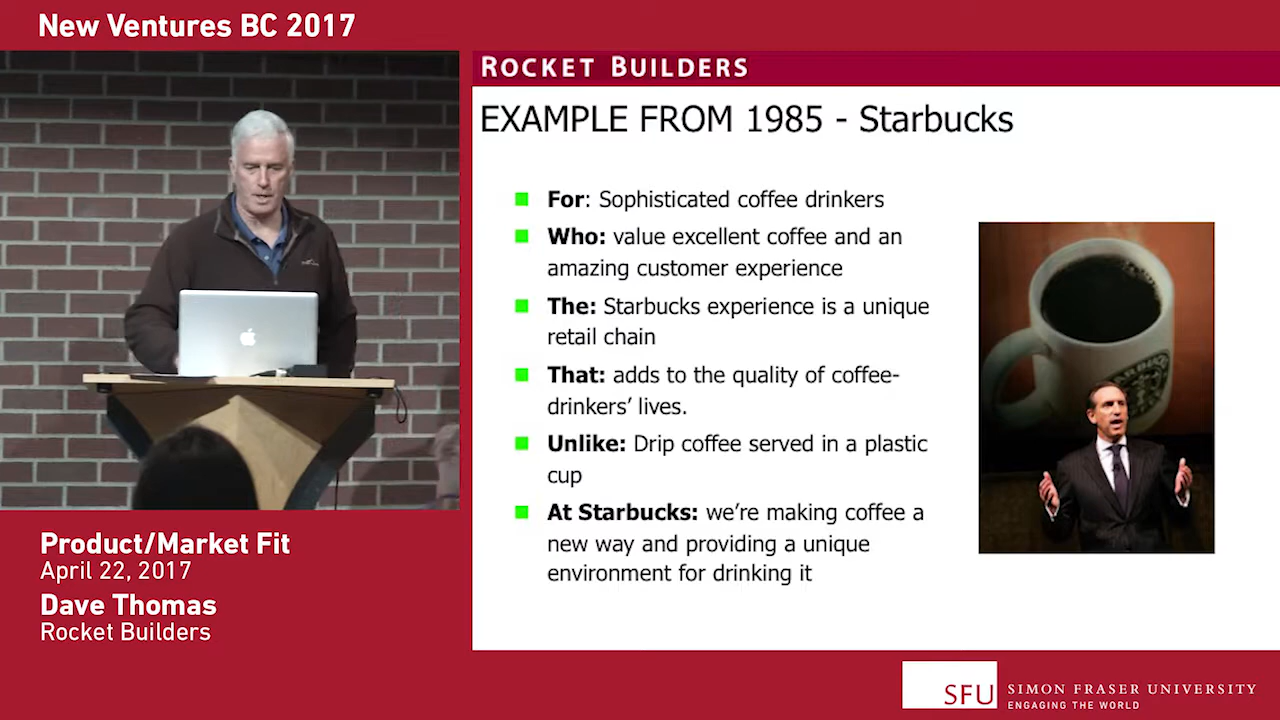 New Ventures BC 2017
ROCKET BUILDERS
EXAMPLE FROM 1985 - Starbucks
For: Sophisticated coffee drinkers
Who: value excellent coffee and an
amazing customer experience
The: Starbucks experience is a unique
retail chain
That: adds to the quality of coffee-
drinkers’ lives.
Unlike: Drip coffee served in a plastic
cup
At Starbucks: we’re making coffee a
new way and providing a unique
environment for drinking it
Product/Market Fit
April 22, 2017
Dave Thomas
Rocket Builders
SFU
SIMON FRASER UNIVERSITY
ENGAGING THE WORLD